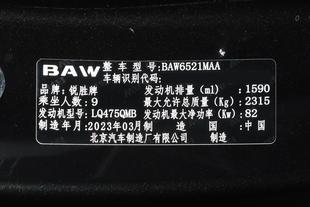 BAW 整车型号:BAW6521MAA
车辆识别代码:
品牌:锐胜牌 发动机排量(ml):1590
乘坐人数:9 最大允许总质量(Kg):2315
发动机型号:LQ475QMB 发动机最大净功率(Kw):82
制造年月:2023年03月 制造国:中国
北京汽车制造厂有限公司